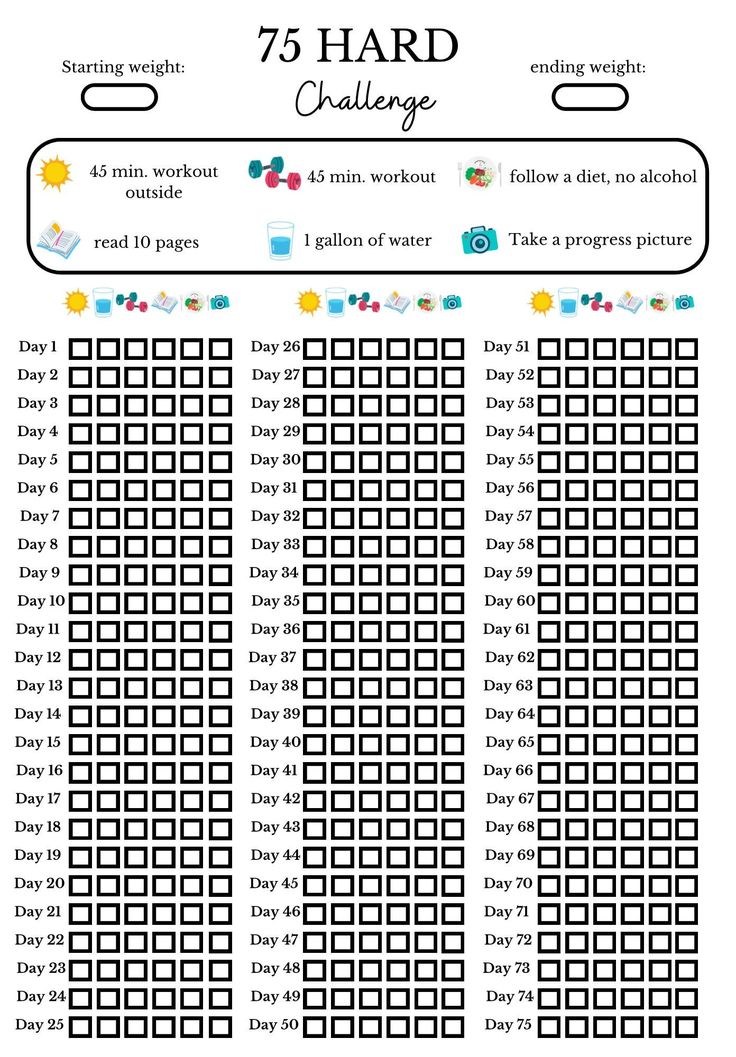 75 HARD
Challenge
Starting weight:
ending weight:
45 min. workout
outside
45 min. workout
follow a diet, no alcohol
read 10 pages
1 gallon of water
Take a progress picture
Day 1
Day 2
Day 3
Day 4
Day 5
Day 6
Day 7
Day 8
Day 9
Day 10
Day 11
Day 12
Day 13
Day 14
Day 15
Day 16
Day 17
Day 18
Day 19
Day 20
Day 21
Day 22
Day 23
Day 24
Day 25
Day 26
Day 27
Day 28
Day 29
Day 30
Day 31
Day 32
Day 33
Day 34
Day 35
Day 36
Day 37
Day 38
Day 39
Day 40
Day 41
Day 42
Day 43
Day 44
Day 45
Day 46
Day 47
Day 48
Day 49
Day 50
Day 51
Day 52
Day 53
Day 54
Day 55
Day 56
Day 57
Day 58
Day 59
Day 60
Day 61
Day 62
Day 63
Day 64
Day 65
Day 66
Day 67
Day 68
Day 69
Day 70
Day 71
Day 72
Day 73
Day 74
Day 75